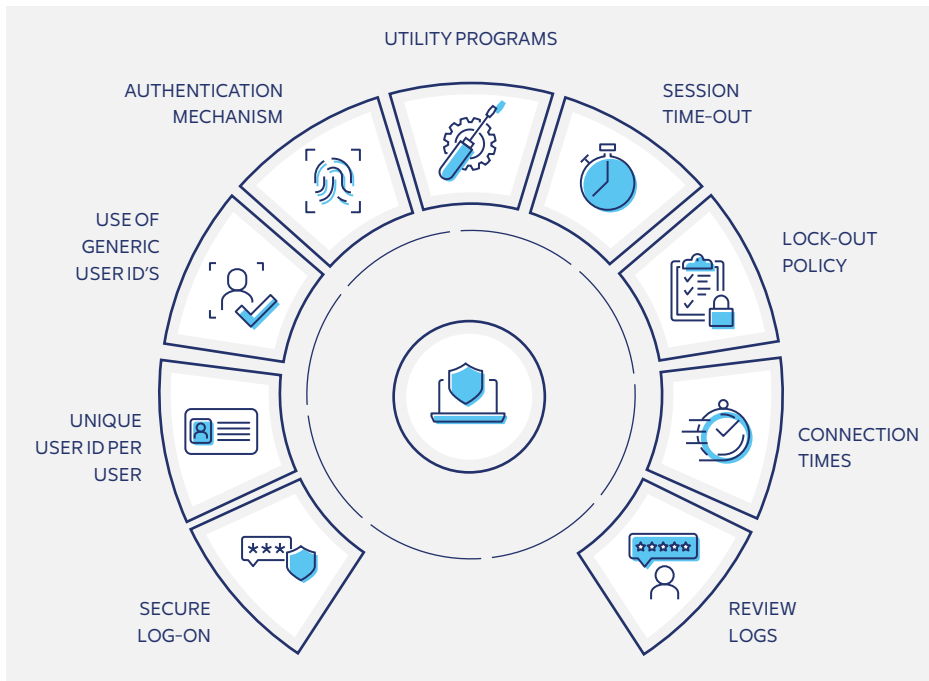 UTILITY PROGRAMS
AUTHENTICATION
MECHANISM
SESSION
TIME-OUT
USE OF
GENERIC
USER ID'S
LOCK-OUT
POLICY
UNIQUE
USER ID PER
USER
CONNECTION
TIMES
***
SECURE
LOG-ON
REVIEW
LOGS